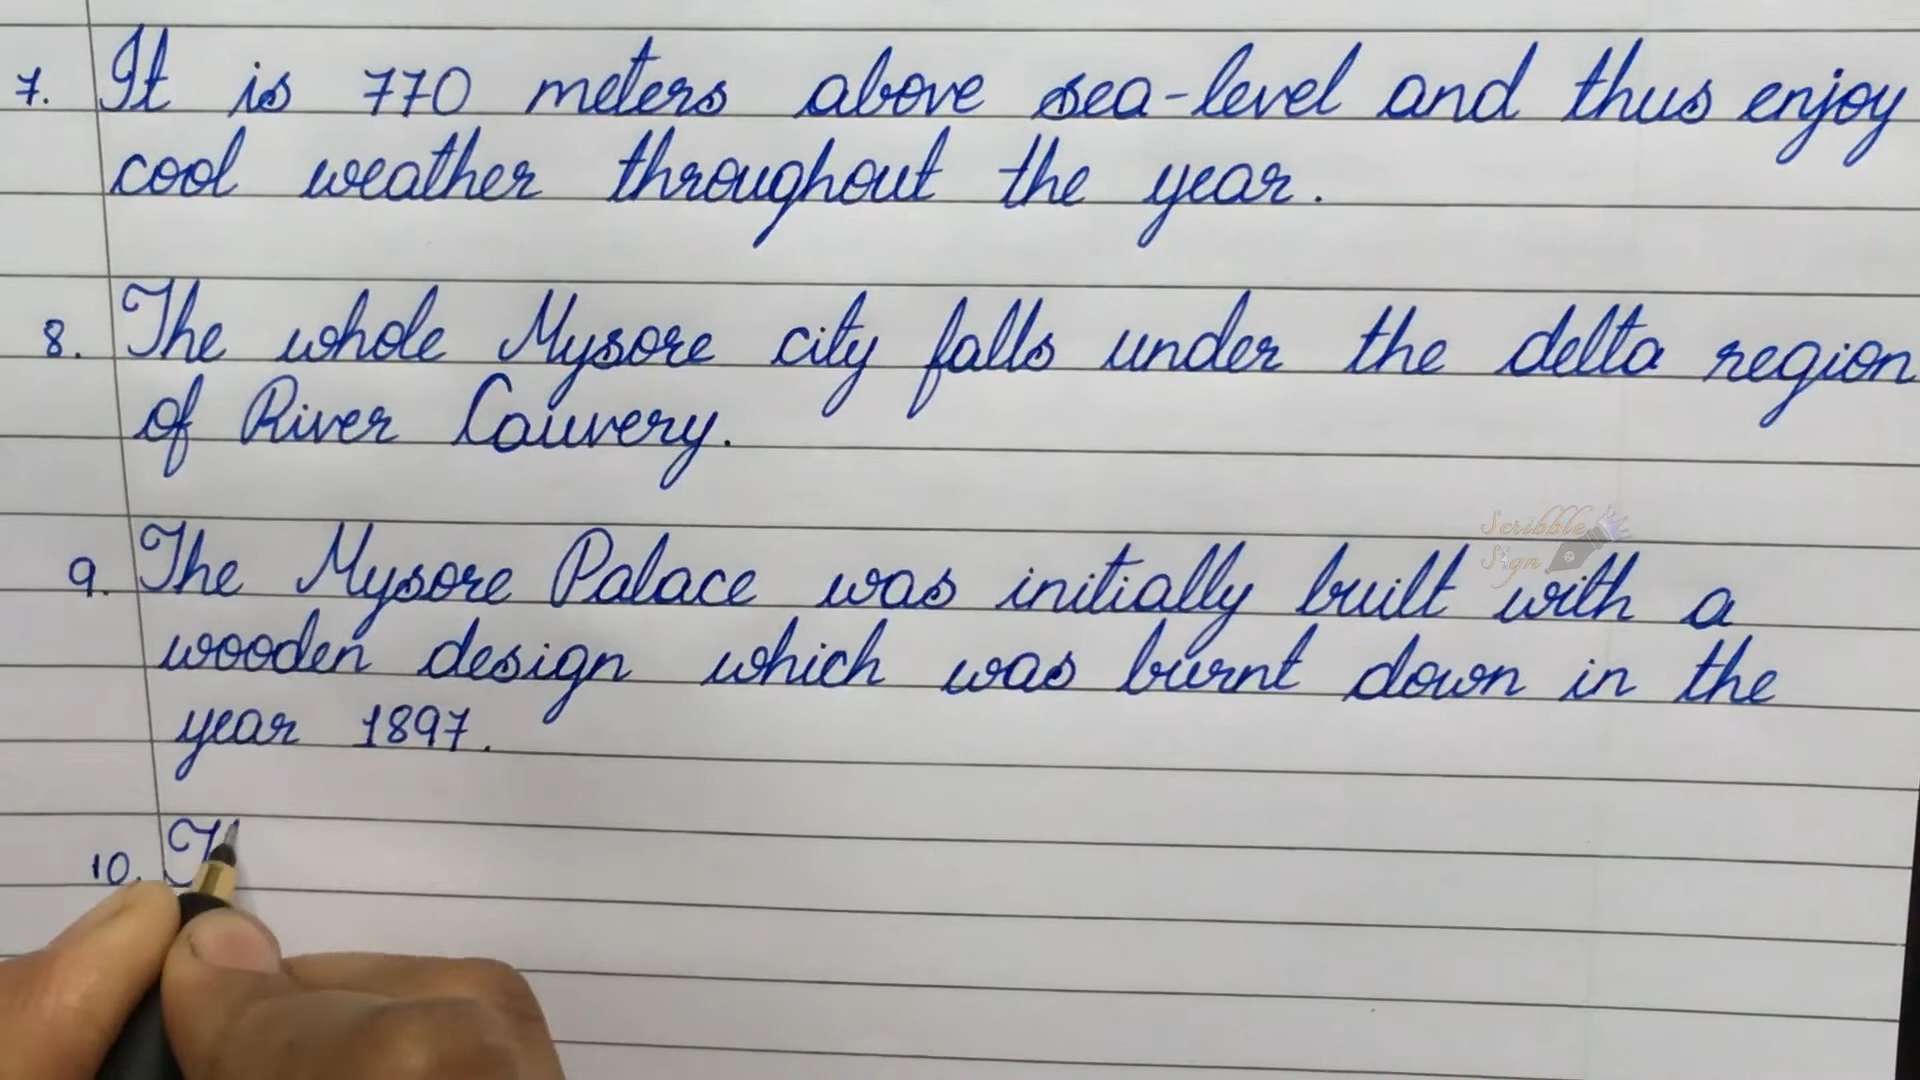 7. It is 770 meters above sea-level and thus enjoy
cool weather throughout the year.
8. The whole Mysore city falls under the delta region
of River Cauvery.
9. The Mysore Palace was initially built with a
wooden design which was burnt down in the
year 1897.
10.
Scribble
Sign